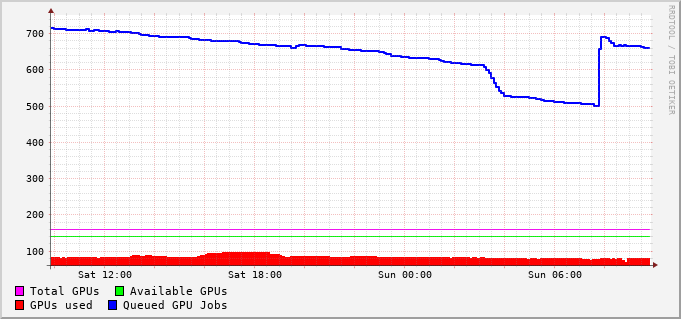 700
600
500
400
300
200
100
Sat 12:00 Sat 18:00 Sun 00:00 Sun 06:00
Total GPUs Available GPUs
GPUs used Queued GPU Jobs
RRDTOOL / TOBI OETIKER